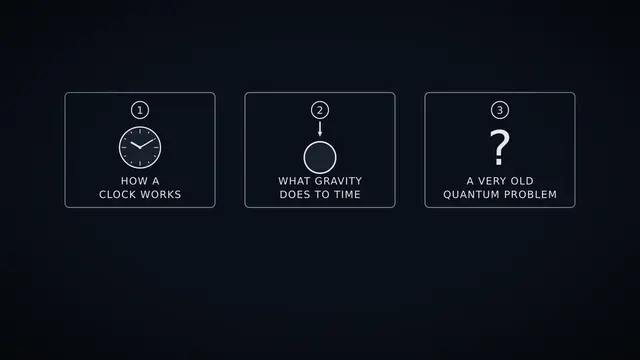 1
HOW A
CLOCK WORKS
2
WHAT GRAVITY
DOES TO TIME
3
?
A VERY OLD
QUANTUM PROBLEM